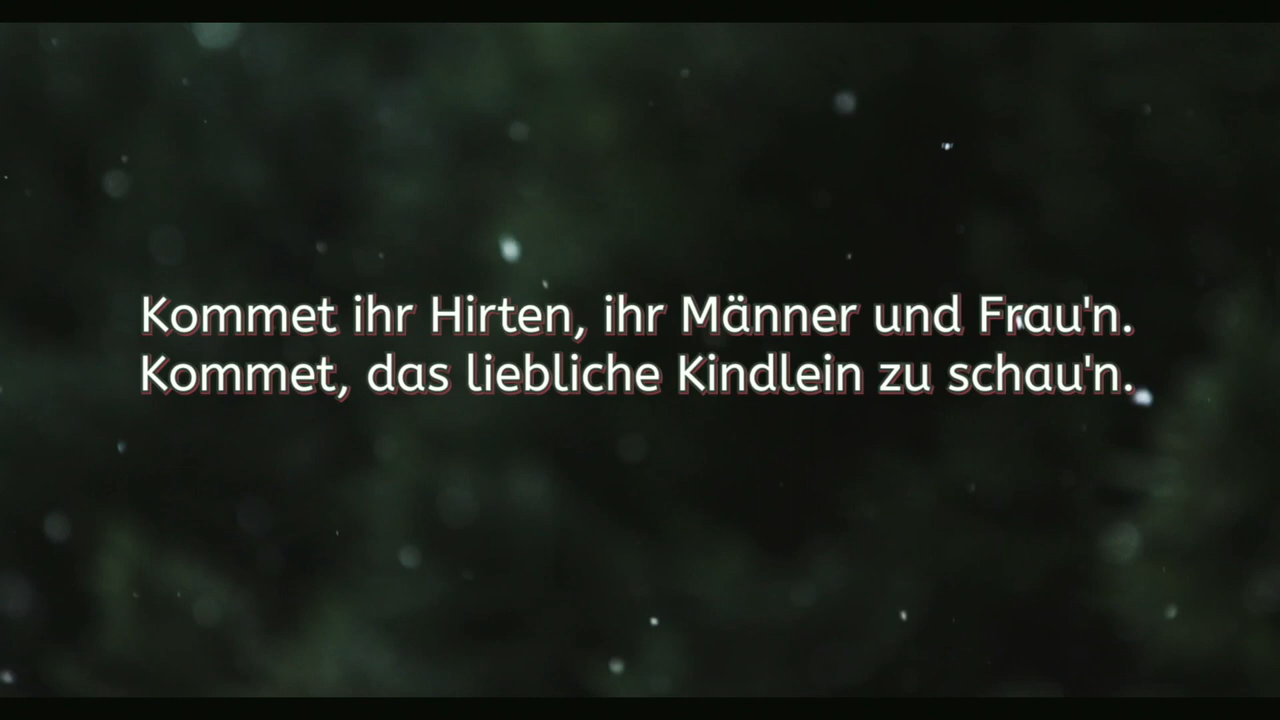 Kommet ihr Hirten, ihr Männer und Frau'n.
Kommet, das liebliche Kindlein zu schau'n.